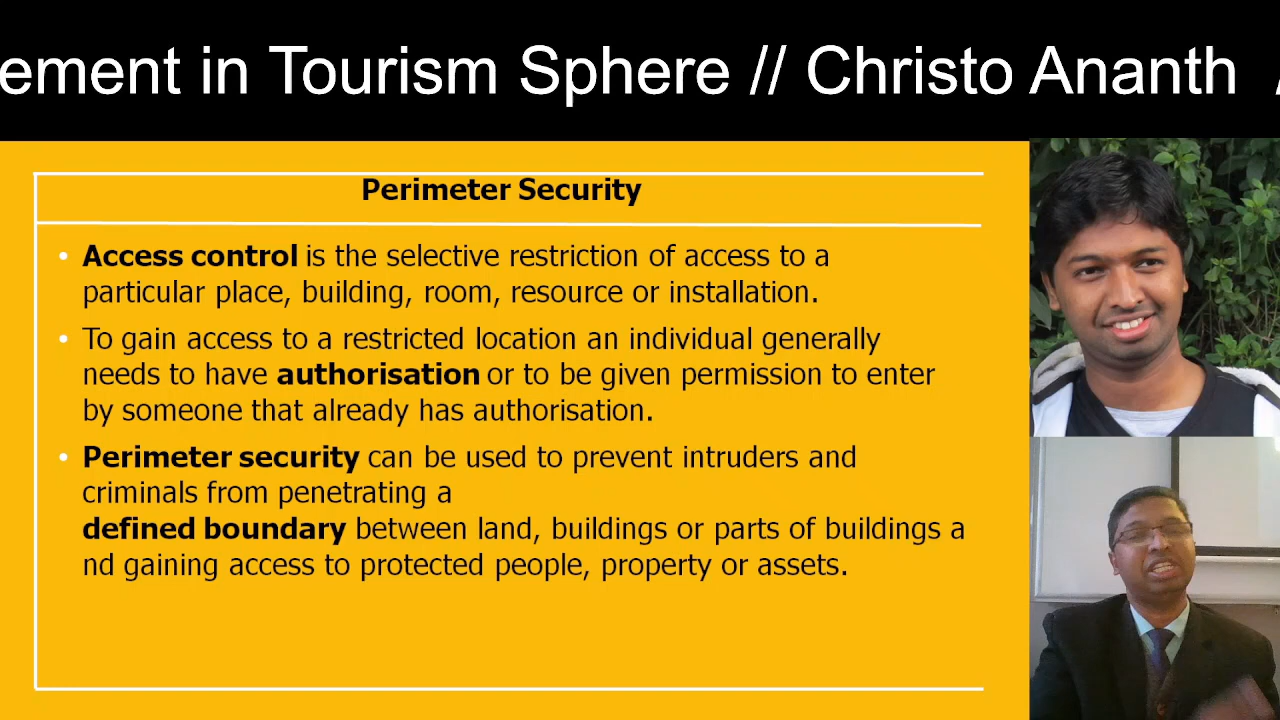 ement in Tourism Sphere // Christo Ananth
Perimeter Security
• Access control is the selective restriction of access to a
particular place, building, room, resource or installation.
• To gain access to a restricted location an individual generally
needs to have authorisation or to be given permission to enter
by someone that already has authorisation.
• Perimeter security can be used to prevent intruders and
criminals from penetrating a
defined boundary between land, buildings or parts of buildings a
nd gaining access to protected people, property or assets.